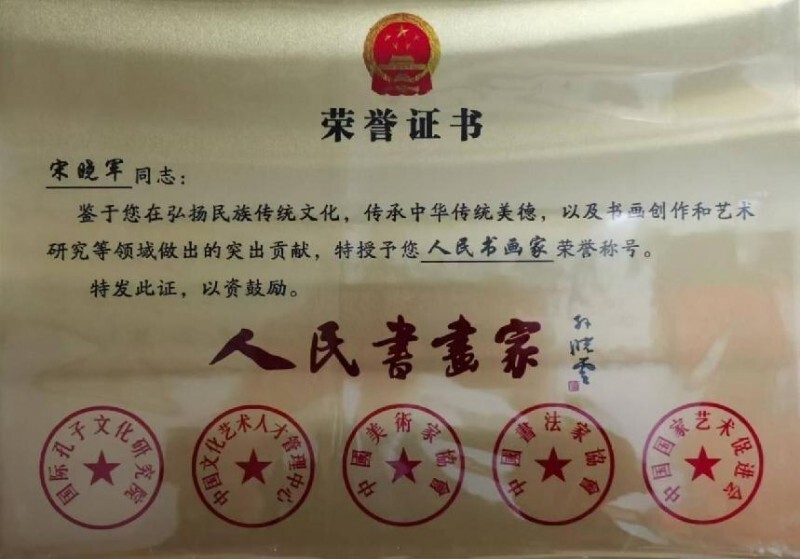 荣誉证书
宋晓军同志：
鉴于您在弘扬民族传统文化，传承中华传统美德，以及书画创作和艺术
研究等领域做出的突出贡献，特授予您人民书画家荣誉称号。
特发此证，以资鼓励。
人民書畫家
孙晓雲
国际孔子文化研究院
中国文化艺术人才管理中心
中國美術家協會
中國書法家協會
中国国家艺术促进会